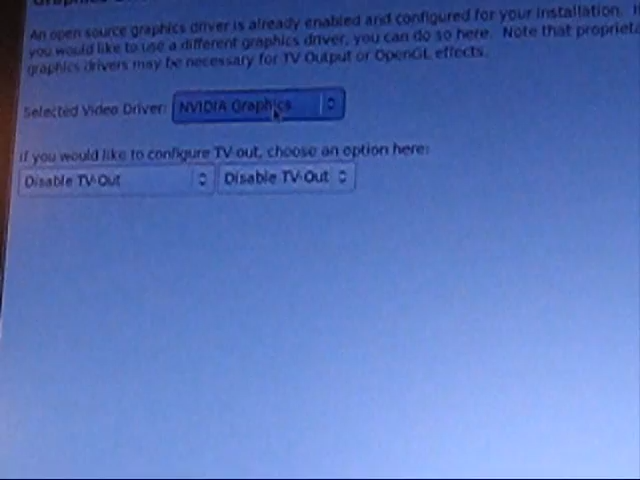 An open source graphics driver is already enabled and configured for your installation.
you would like to use a different graphics driver, you can do so here. Note that
graphics drivers may be necessary for TV Output or OpenGL effects.
Selected Video Driver: NVIDIA Graphics
If you would like to configure TV-out, choose an option here:
Disable TV-Out Disable TV-Out